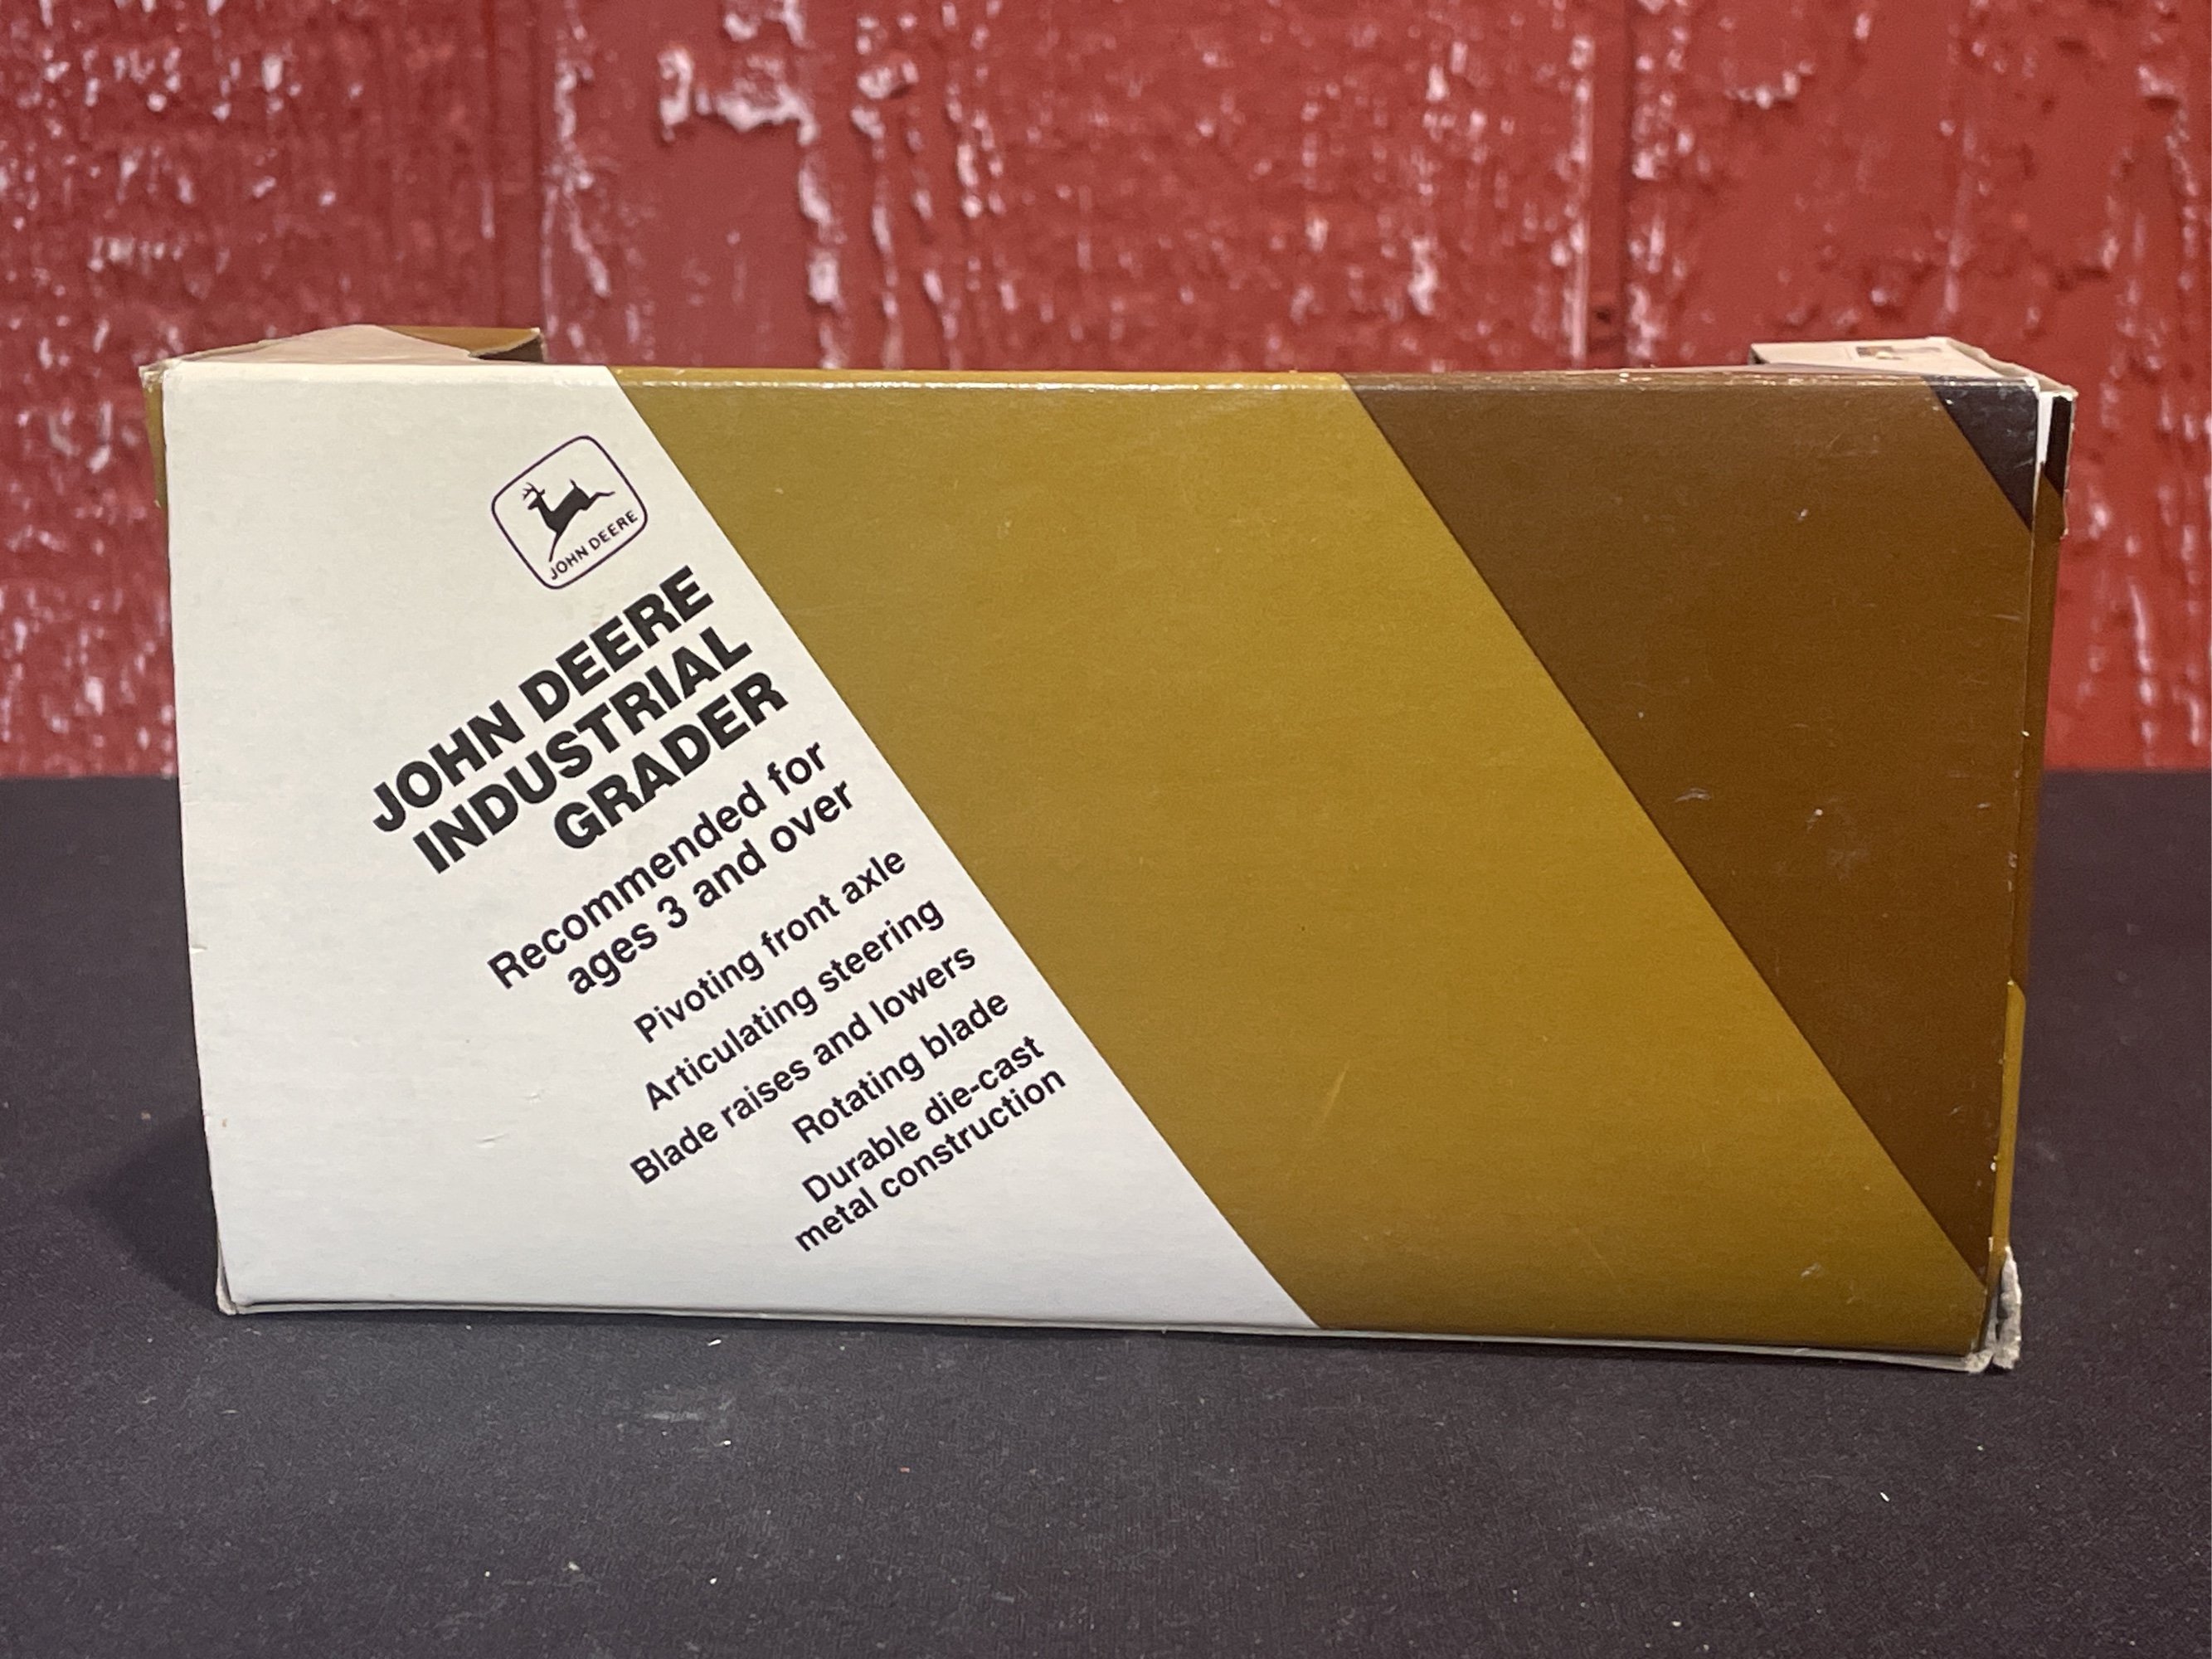 JOHN DEERE
JOHN DEERE
INDUSTRIAL
GRADER
Recommended for
ages 3 and over
Pivoting front axle
Articulating steering
Blade raises and lowers
Rotating blade
Durable die-cast
metal construction